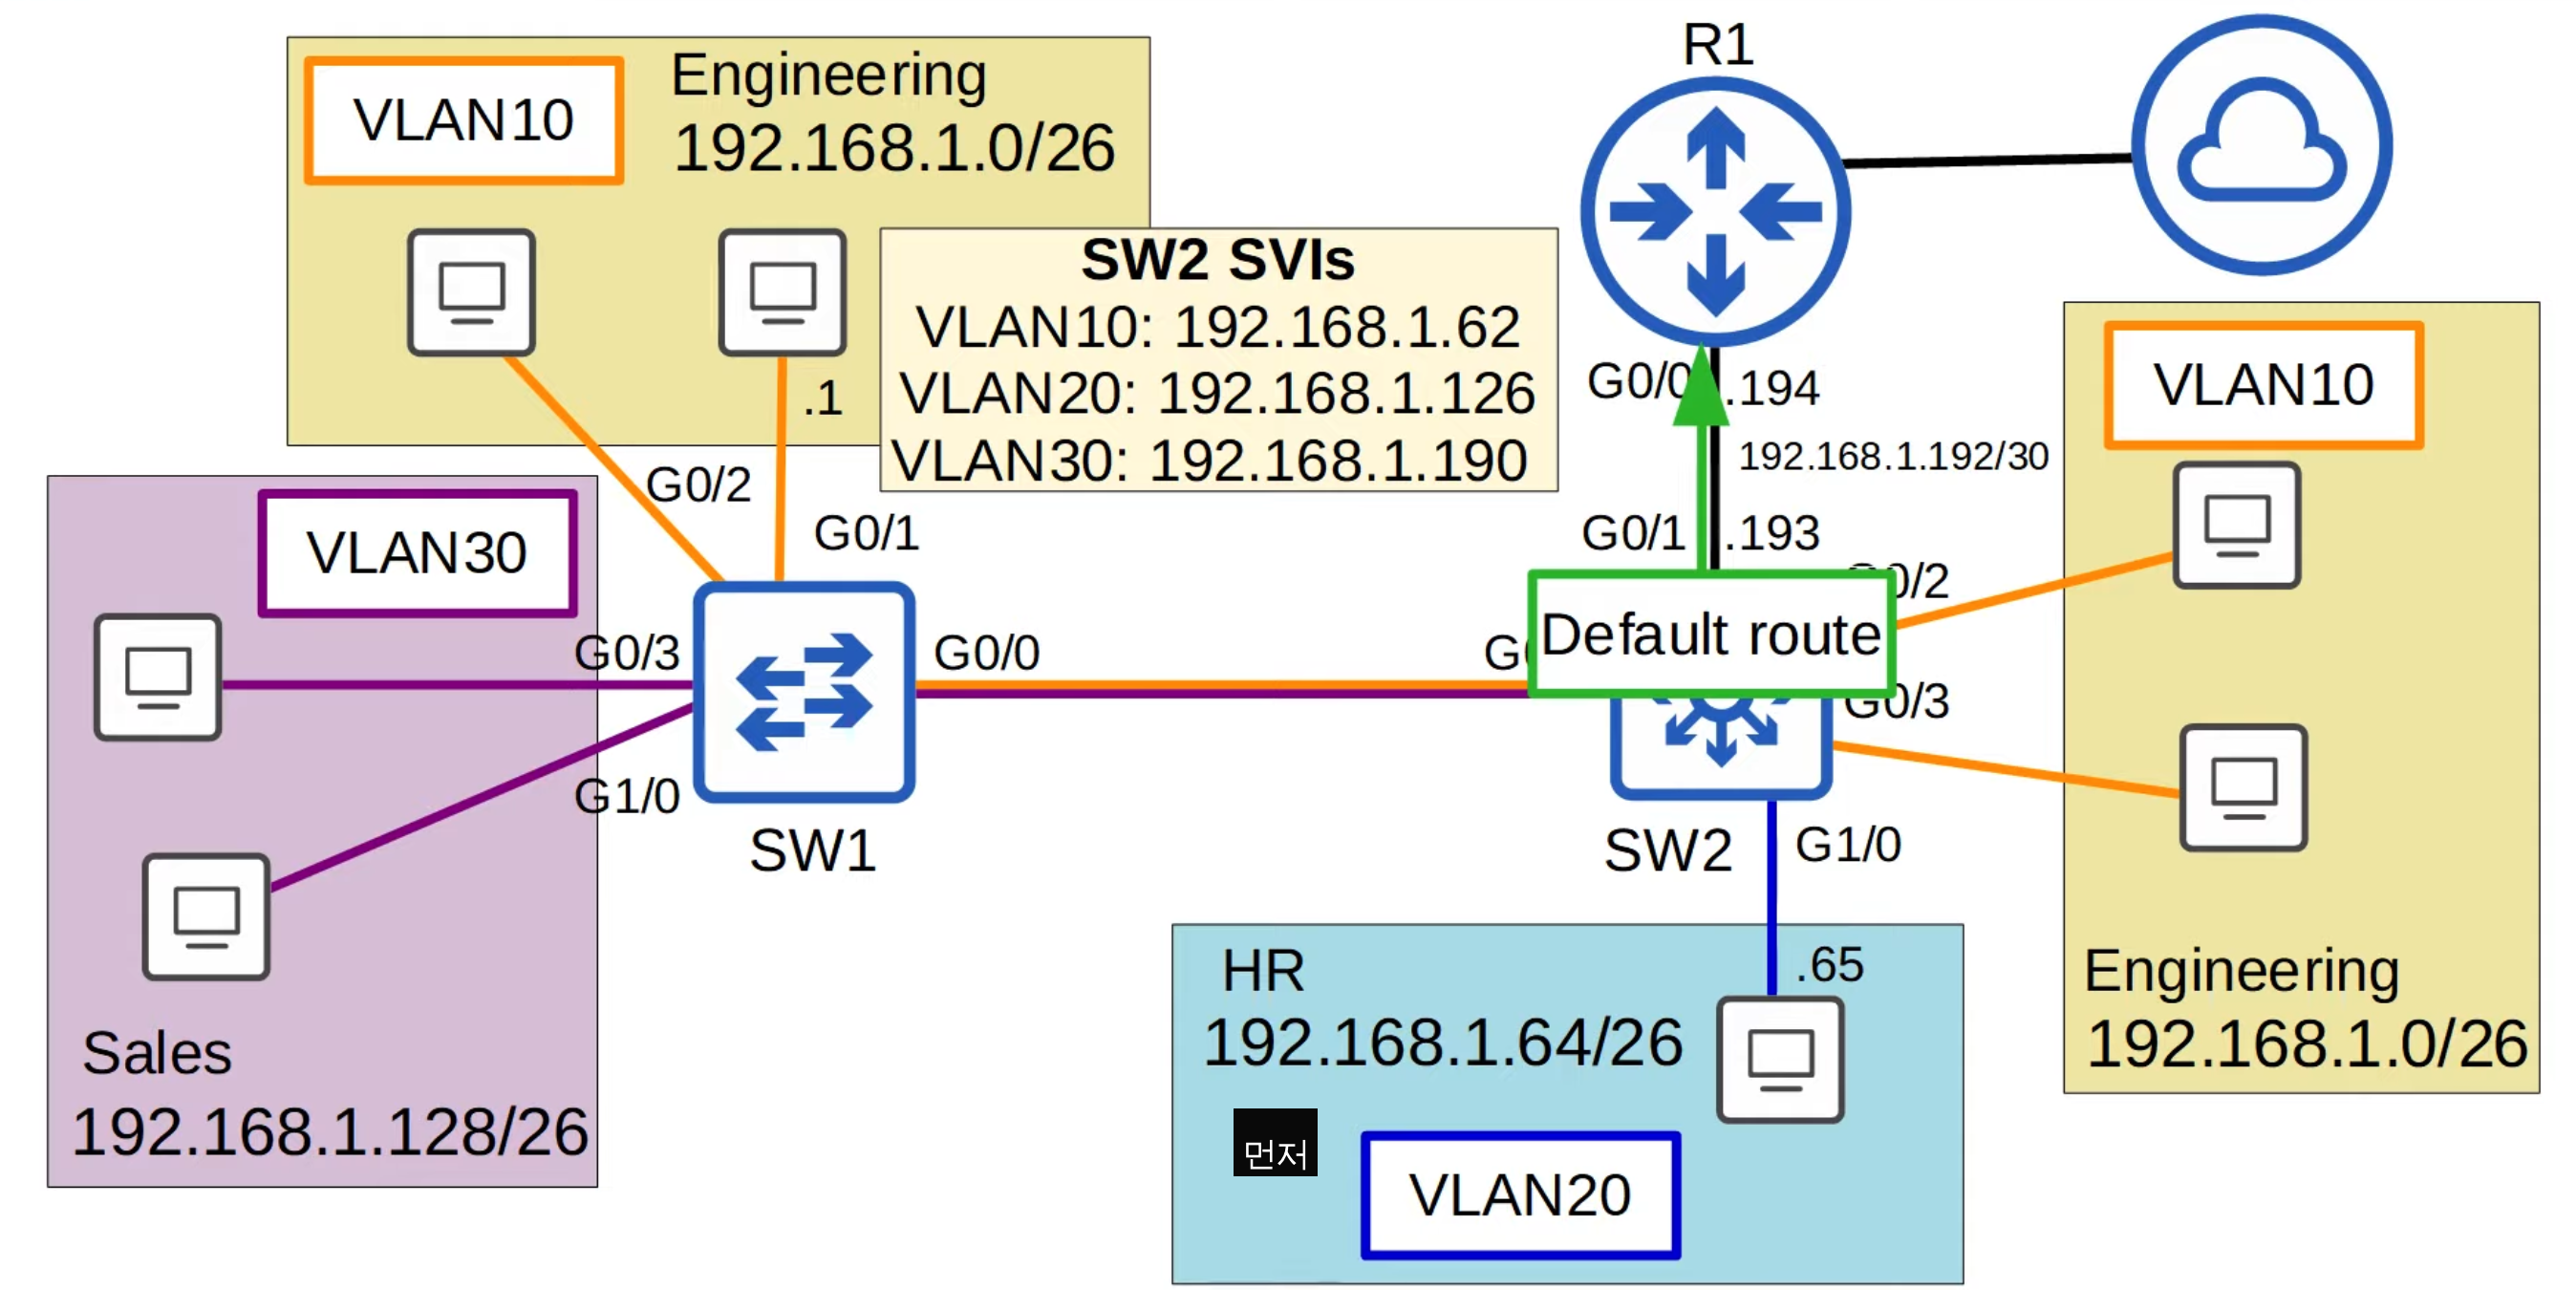 R1
VLAN10
Engineering
192.168.1.0/26
SW2 SVIs
VLAN10: 192.168.1.62
VLAN20: 192.168.1.126
VLAN30: 192.168.1.190
.1
G0/2
G0/1
G0/0
.194
192.168.1.192/30
G0/1
.193
VLAN10
VLAN30
G0/3
G0/0
Default route
G0/3
G1/0
SW1
SW2
G1/0
Sales
192.168.1.128/26
HR
192.168.1.64/26
.65
먼저
VLAN20
Engineering
192.168.1.0/26